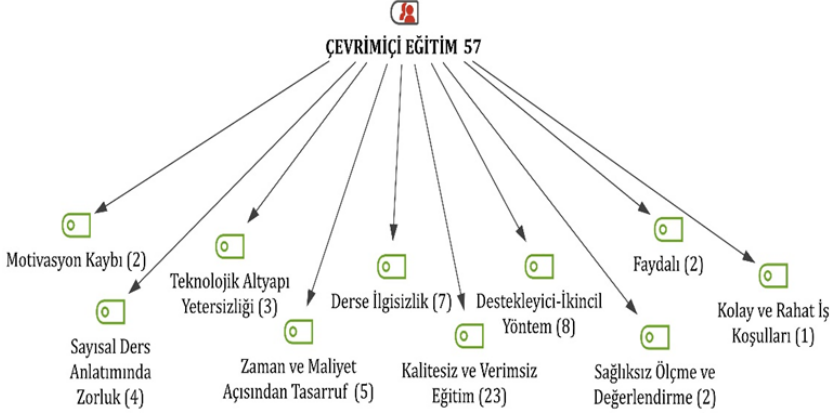 ÇEVRİMİÇİ EĞİTİM 57
Motivasyon Kaybı (2)
Sayısal Ders
Anlatımında
Zorluk (4)
Teknolojik Altyapı
Yetersizliği (3)
Zaman ve Maliyet
Açısından Tasarruf (5)
Derse İlgisizlik (7)
Kalitesiz ve Verimsiz
Eğitim (23)
Destekleyici-İkincil
Yöntem (8)
Sağlıksız Ölçme ve
Değerlendirme (2)
Faydalı (2)
Kolay ve Rahat İş
Koşulları (1)